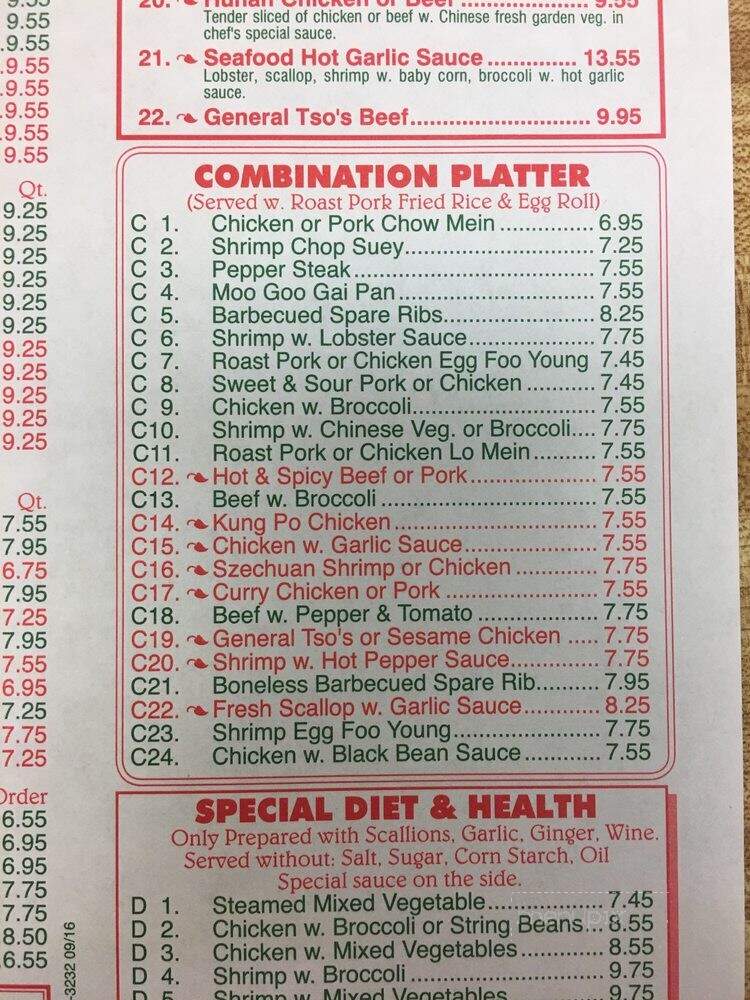 9.55
9.55
.9.55
.9.55
.9.55
.9.55
9.55
Qt.
9.25
9.25
9.25
9.25
9.25
9.25
9.25
9.25
9.25
9.25
9.25
Qt.
7.55
7.95
6.75
7.95
7.25
7.95
7.55
6.95
7.25
7.75
7.25
Order
6.55
6.95
6.95
7.75
7.75
8.50
6.55
-3232 09/16
20. Hunan Chicken or Beef .................... 9.55
Tender sliced of chicken or beef w. Chinese fresh garden veg. in
chef's special sauce.
21. Seafood Hot Garlic Sauce .............. 13.55
Lobster, scallop, shrimp w. baby corn, broccoli w. hot garlic
sauce.
22. General Tso's Beef............................ 9.95
COMBINATION PLATTER
(Served w. Roast Pork Fried Rice & Egg Roll)
C 1. Chicken or Pork Chow Mein ............... 6.95
C 2. Shrimp Chop Suey............................... 7.25
C 3. Pepper Steak....................................... 7.55
C 4. Moo Goo Gai Pan................................ 7.55
C 5. Barbecued Spare Ribs........................ 8.25
C 6. Shrimp w. Lobster Sauce.................... 7.75
C 7. Roast Pork or Chicken Egg Foo Young 7.45
C 8. Sweet & Sour Pork or Chicken ........... 7.45
C 9. Chicken w. Broccoli............................. 7.55
C10. Shrimp w. Chinese Veg. or Broccoli.... 7.75
C11. Roast Pork or Chicken Lo Mein.......... 7.55
C12. Hot & Spicy Beef or Pork.................... 7.55
C13. Beef w. Broccoli .................................. 7.55
C14. Kung Po Chicken................................ 7.55
C15. Chicken w. Garlic Sauce..................... 7.55
C16. Szechuan Shrimp or Chicken ............. 7.75
C17. Curry Chicken or Pork ........................ 7.55
C18. Beef w. Pepper & Tomato ................... 7.75
C19. General Tso's or Sesame Chicken ..... 7.75
C20. Shrimp w. Hot Pepper Sauce.............. 7.75
C21. Boneless Barbecued Spare Rib.......... 7.95
C22. Fresh Scallop w. Garlic Sauce............ 8.25
C23. Shrimp Egg Foo Young....................... 7.75
C24. Chicken w. Black Bean Sauce............ 7.55
SPECIAL DIET & HEALTH
Only Prepared with Scallions, Garlic, Ginger, Wine.
Served without: Salt, Sugar, Corn Starch, Oil
Special sauce on the side.
D 1. Steamed Mixed Vegetable.................. 7.45
D 2. Chicken w. Broccoli or String Beans... 8.55
D 3. Chicken w. Mixed Vegetables............. 8.55
D 4. Shrimp w. Broccoli .............................. 9.75
D 5. Shrimp w. Mixed Vegetables............... 9.75